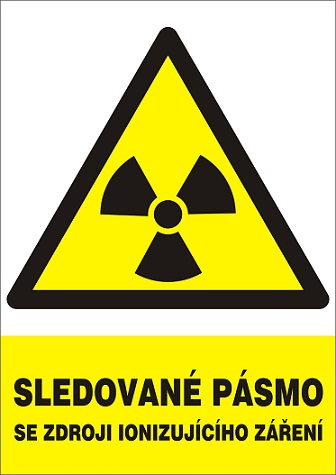 SLEDOVANÉ PÁSMO
SE ZDROJI IONIZUJÍCÍHO ZÁŘENÍ